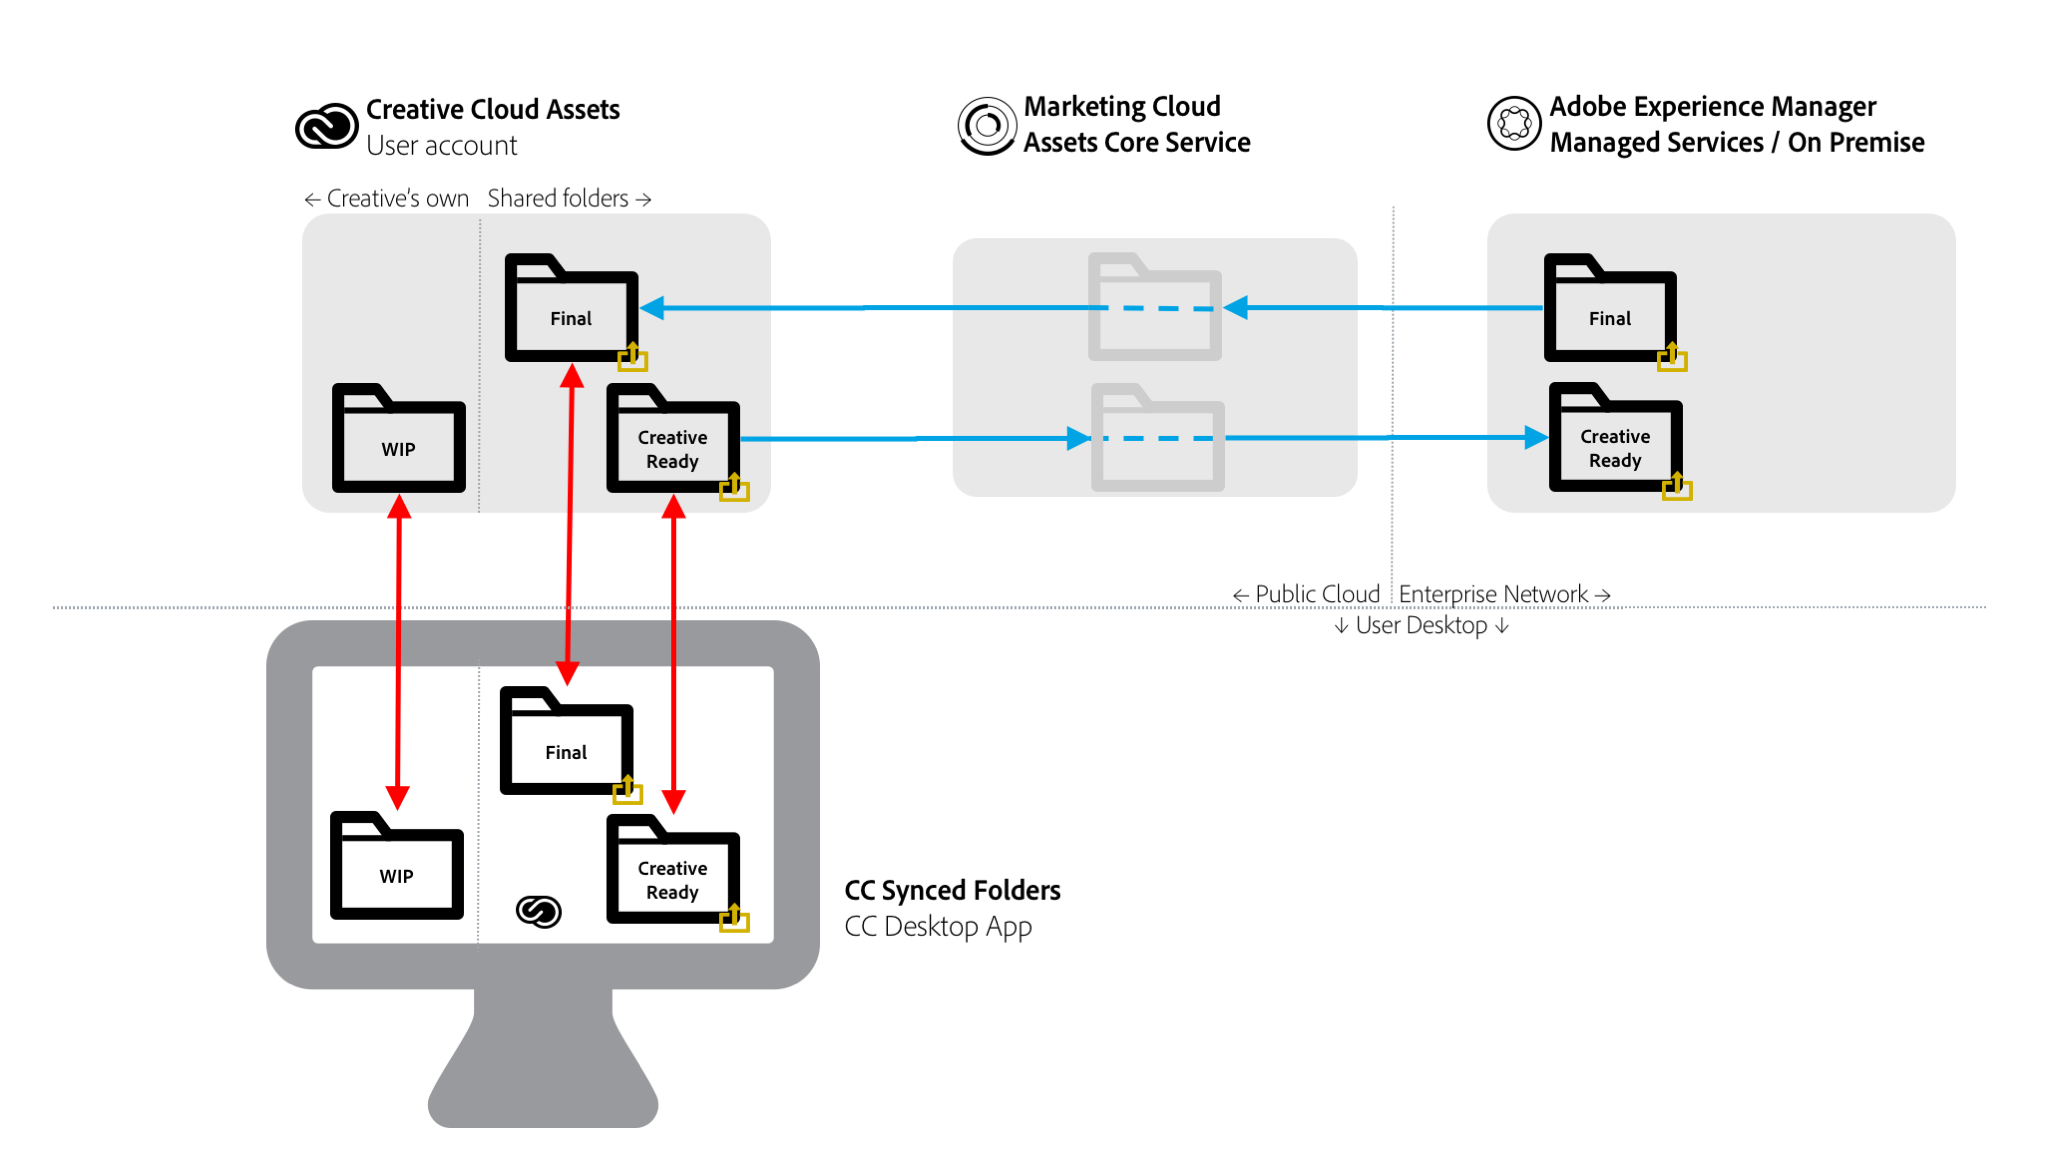 Creative Cloud Assets
User account
Marketing Cloud
Assets Core Service
Adobe Experience Manager
Managed Services / On Premise
← Creative's own
Shared folders →
Final
WIP
Creative
Ready
Final
Creative
Ready
← Public Cloud
Enterprise Network →
↓ User Desktop ↓
Final
WIP
Creative
Ready
CC Synced Folders
CC Desktop App